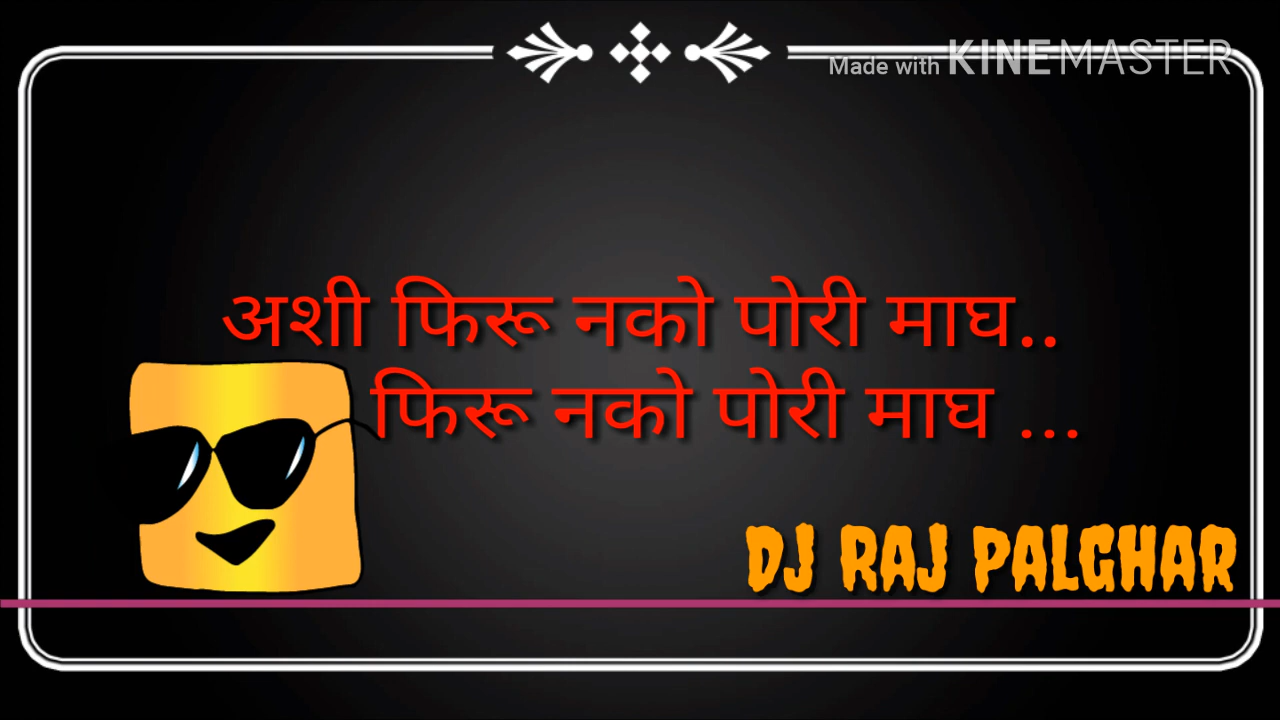 Made with KINEMASTER
अशी फिरू नको पोरी माघ..
फिरू नको पोरी माघ ...
DJ RAJ PALGHAR